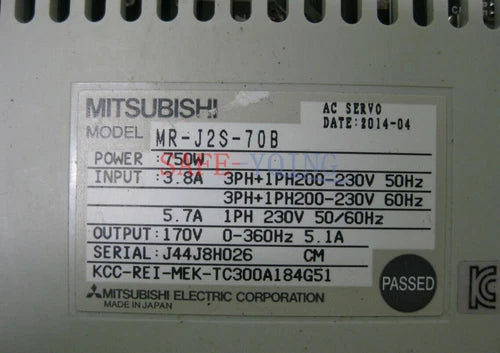 MITSUBISHI
AC SERVO
MODEL MR-J2S-70B
DATE:2014-04
POWER :750W
SAFE-YOING
INPUT :3.8A 3PH+1PH200-230V 50Hz
3PH+1PH200-230V 60Hz
5.7A 1PH 230V 50/60Hz
OUTPUT:170V 0-360Hz 5.1A
SERIAL:J44J8H026 CM
KCC-REI-MEK-TC300A184G51
PASSED
MITSUBISHI ELECTRIC CORPORATION
MADE IN JAPAN